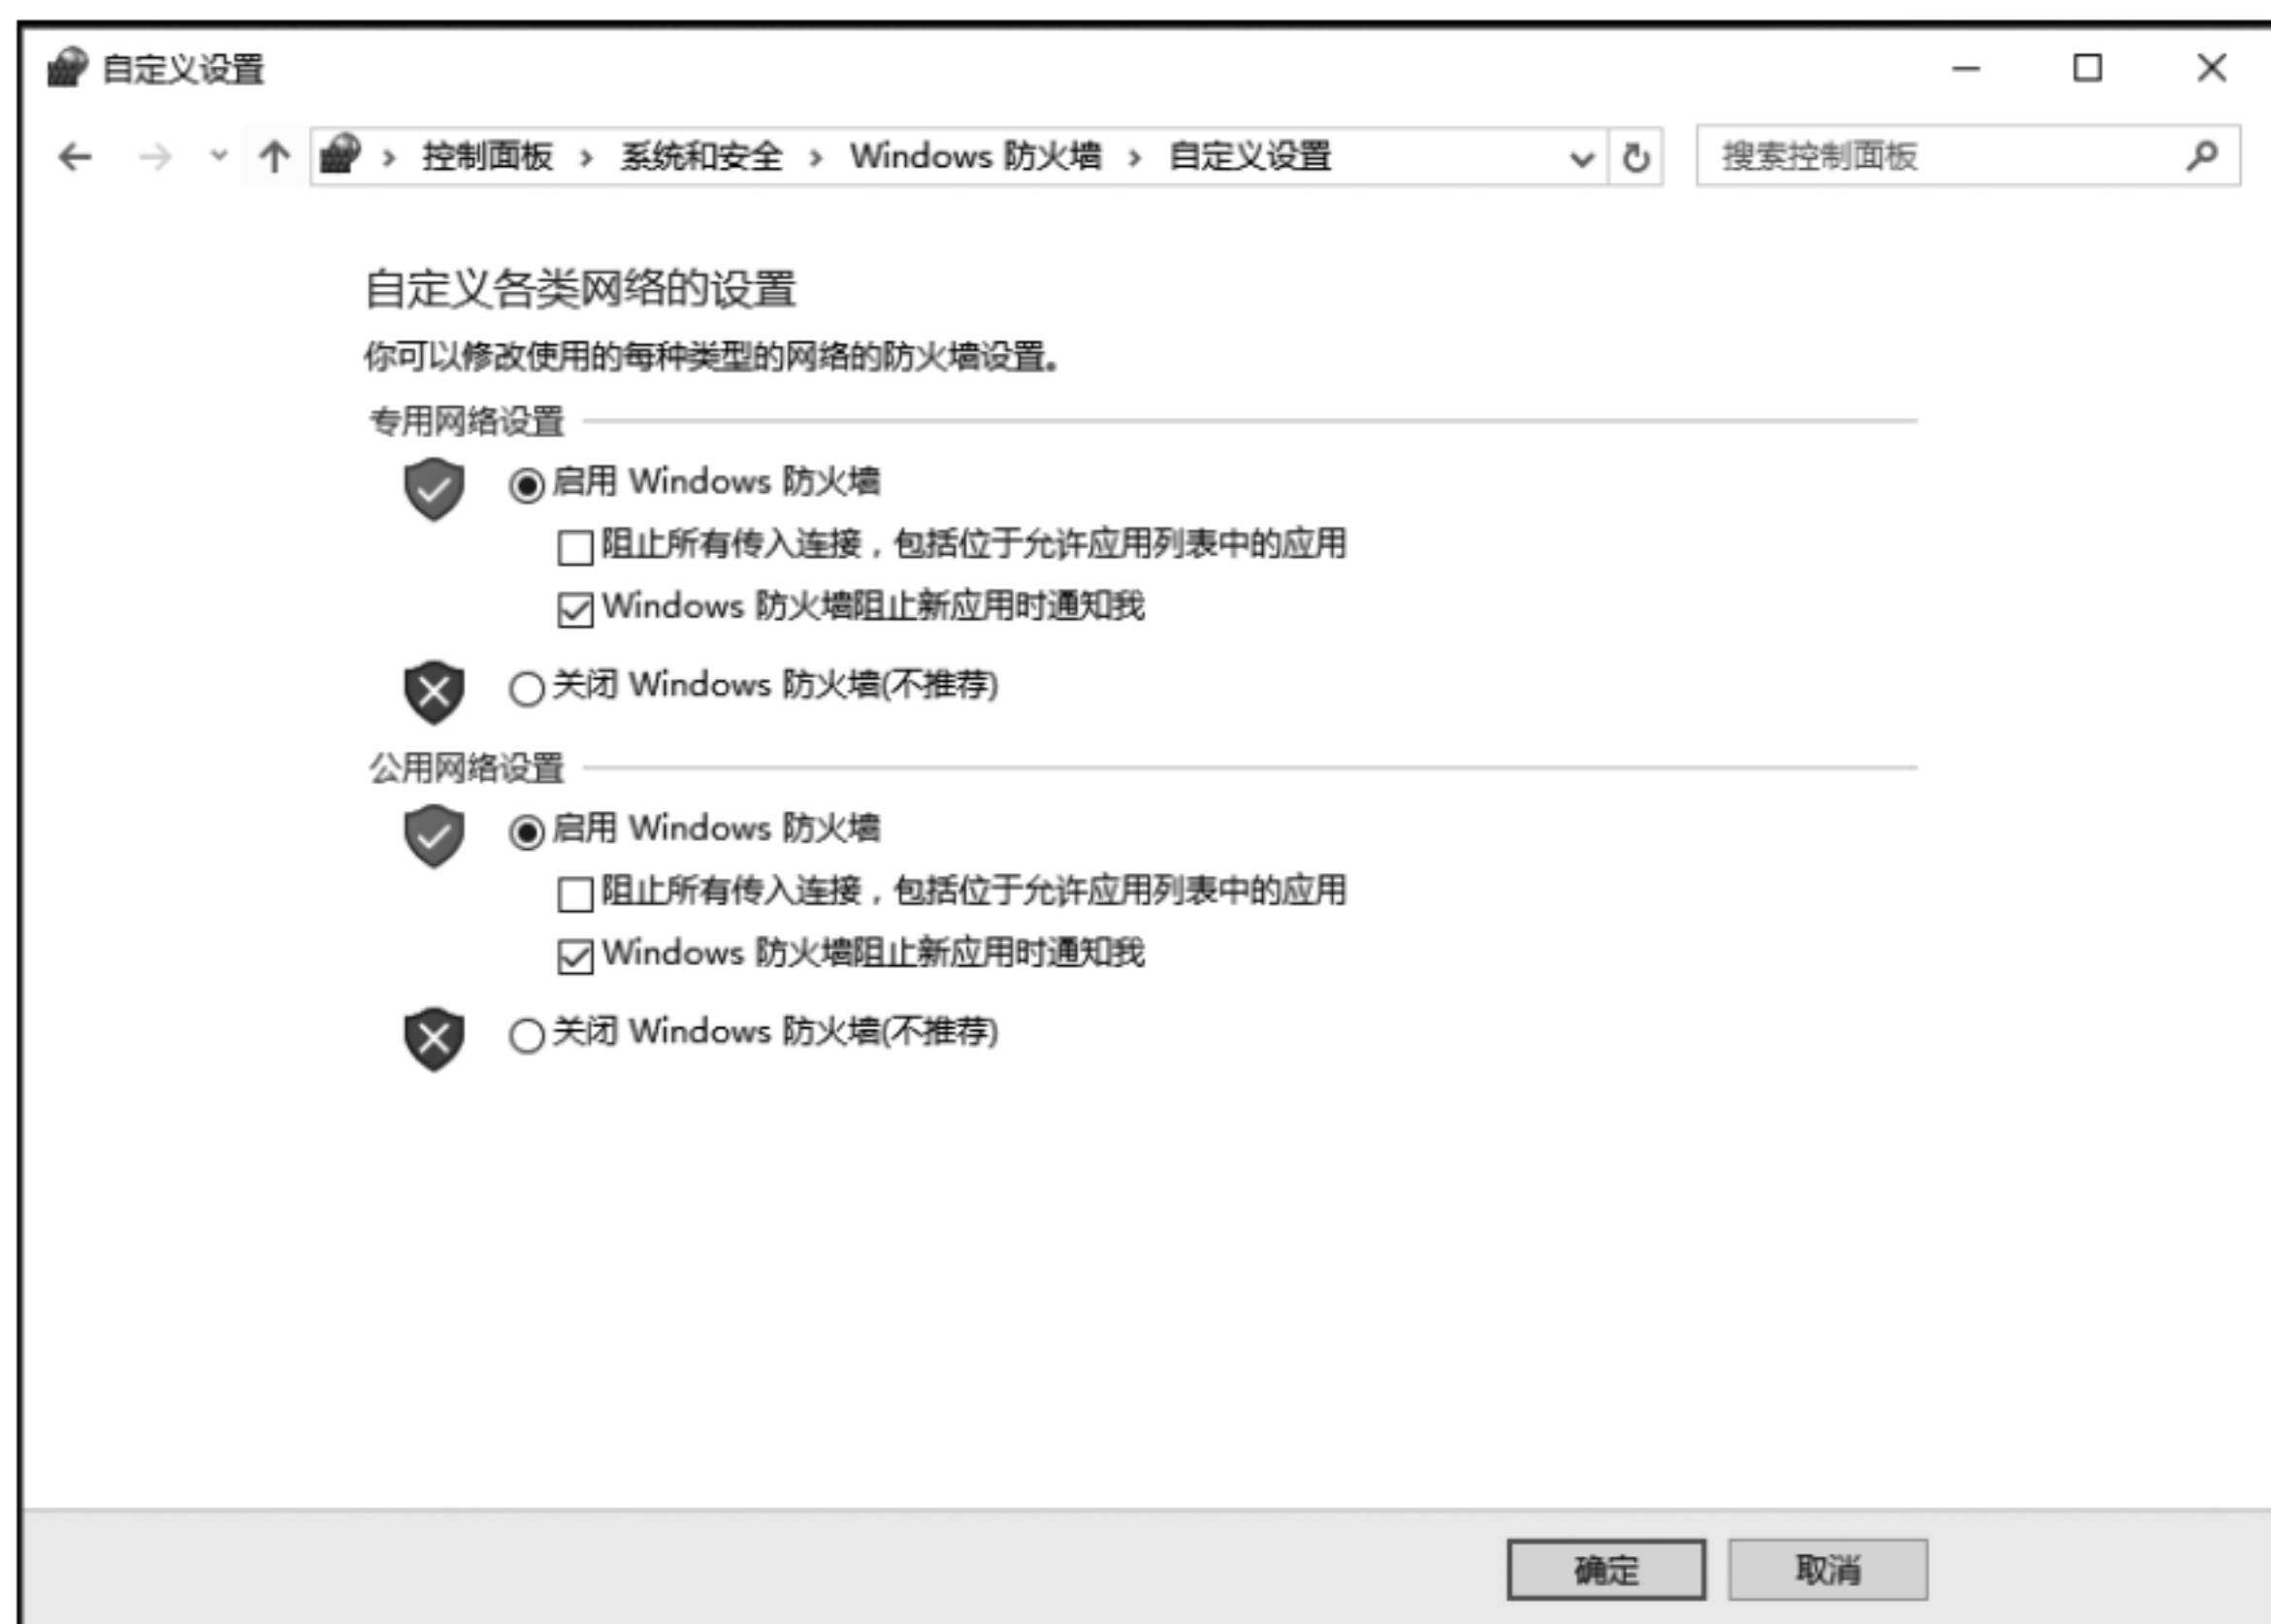 自定义设置
控制面板 › 系统和安全 › Windows 防火墙 › 自定义设置
搜索控制面板
自定义各类网络的设置
你可以修改使用的每种类型的网络的防火墙设置。
专用网络设置
启用 Windows 防火墙
阻止所有传入连接，包括位于允许应用列表中的应用
Windows 防火墙阻止新应用时通知我
关闭 Windows 防火墙(不推荐)
公用网络设置
启用 Windows 防火墙
阻止所有传入连接，包括位于允许应用列表中的应用
Windows 防火墙阻止新应用时通知我
关闭 Windows 防火墙(不推荐)
确定
取消